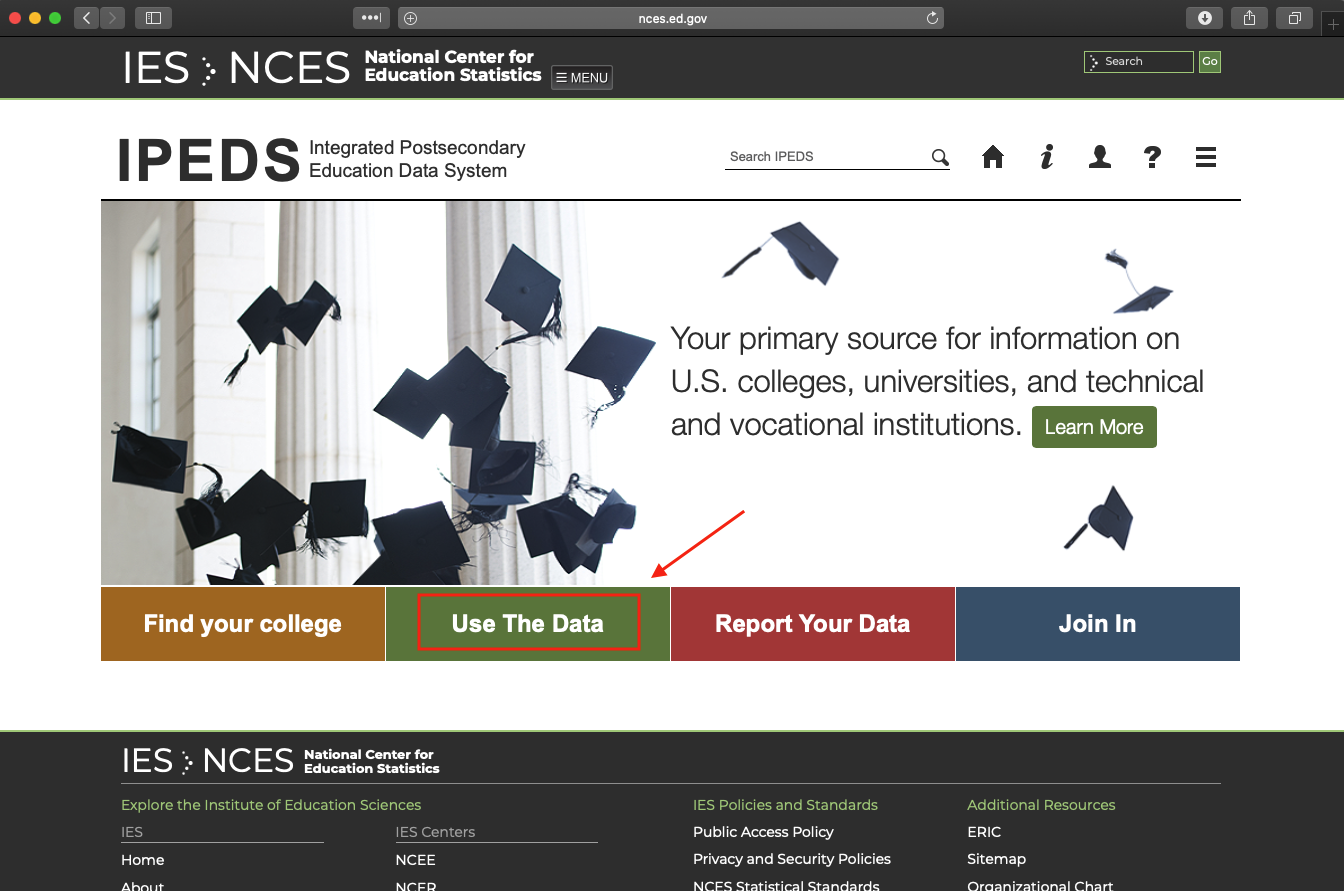 nces.ed.gov
IES NCES
National Center for
Education Statistics
☰ MENU
Search
Go
IPEDS
Integrated Postsecondary
Education Data System
Search IPEDS
Your primary source for information on
U.S. colleges, universities, and technical
and vocational institutions. Learn More
Find your college
Use The Data
Report Your Data
Join In
IES NCES
National Center for
Education Statistics
Explore the Institute of Education Sciences
IES
Home
About
IES Centers
NCEE
NCER
IES Policies and Standards
Public Access Policy
Privacy and Security Policies
NCES Statistical Standards
Additional Resources
ERIC
Sitemap
Organizational Chart